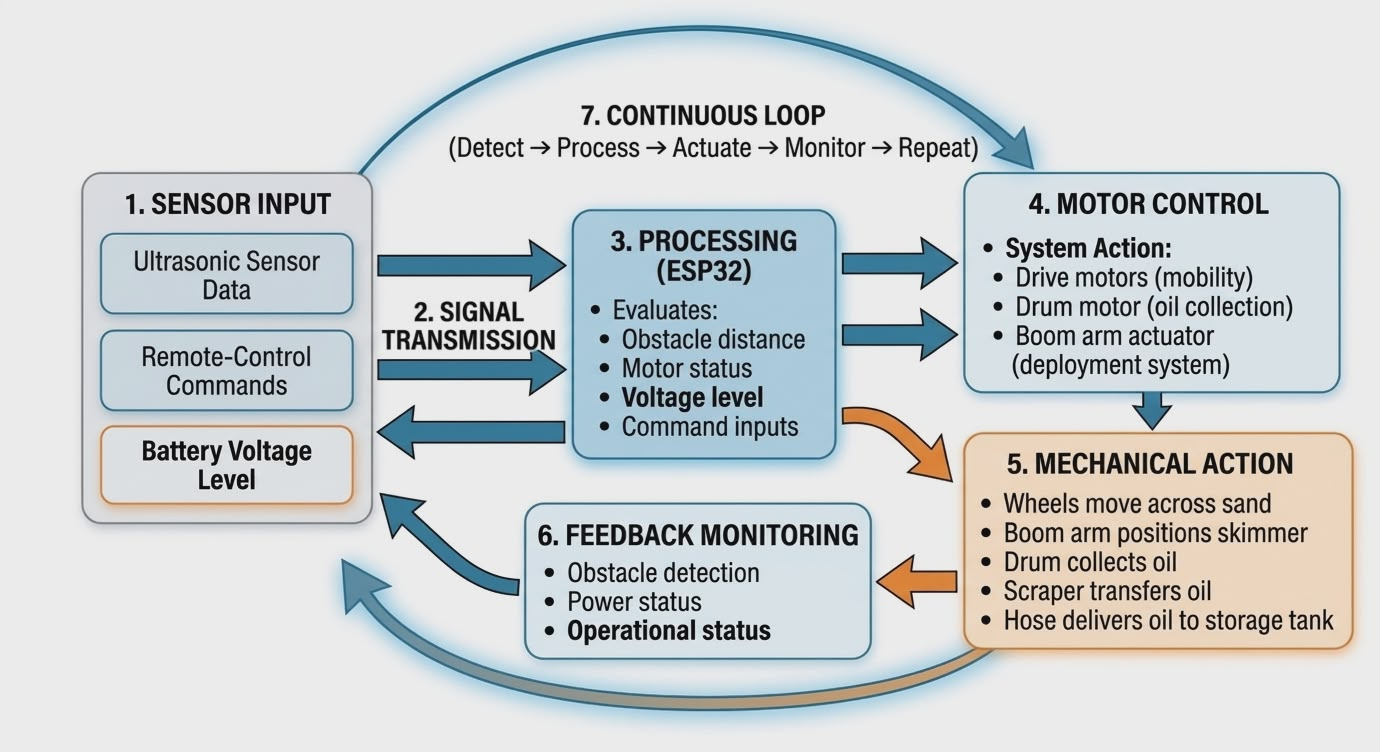 7. CONTINUOUS LOOP
(Detect → Process → Actuate → Monitor → Repeat)
1. SENSOR INPUT
Ultrasonic Sensor
Data
Remote-Control
Commands
Battery Voltage
Level
2. SIGNAL
TRANSMISSION
3. PROCESSING
(ESP32)
• Evaluates:
• Obstacle distance
• Motor status
• Voltage level
• Command inputs
4. MOTOR CONTROL
• System Action:
• Drive motors (mobility)
• Drum motor (oil collection)
• Boom arm actuator
(deployment system)
5. MECHANICAL ACTION
• Wheels move across sand
• Boom arm positions skimmer
• Drum collects oil
• Scraper transfers oil
• Hose delivers oil to storage tank
6. FEEDBACK MONITORING
• Obstacle detection
• Power status
• Operational status